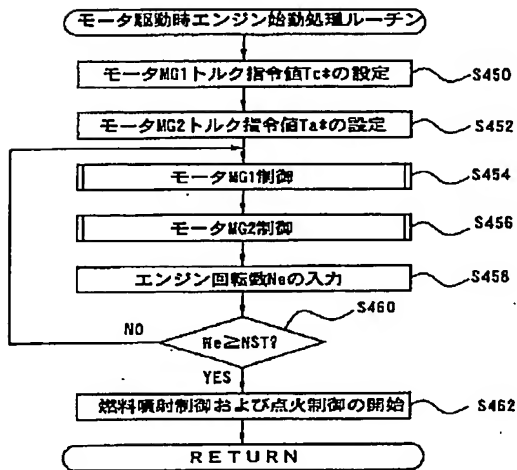 モータ駆動時エンジン始動処理ルーチン
モータMG1トルク指令値Tc*の設定
S450
モータMG2トルク指令値Ta*の設定
S452
モータMG1制御
S454
モータMG2制御
S456
エンジン回転数Neの入力
S458
S460
NO
Ne≧NST?
YES
燃料噴射制御および点火制御の開始
S462
RETURN